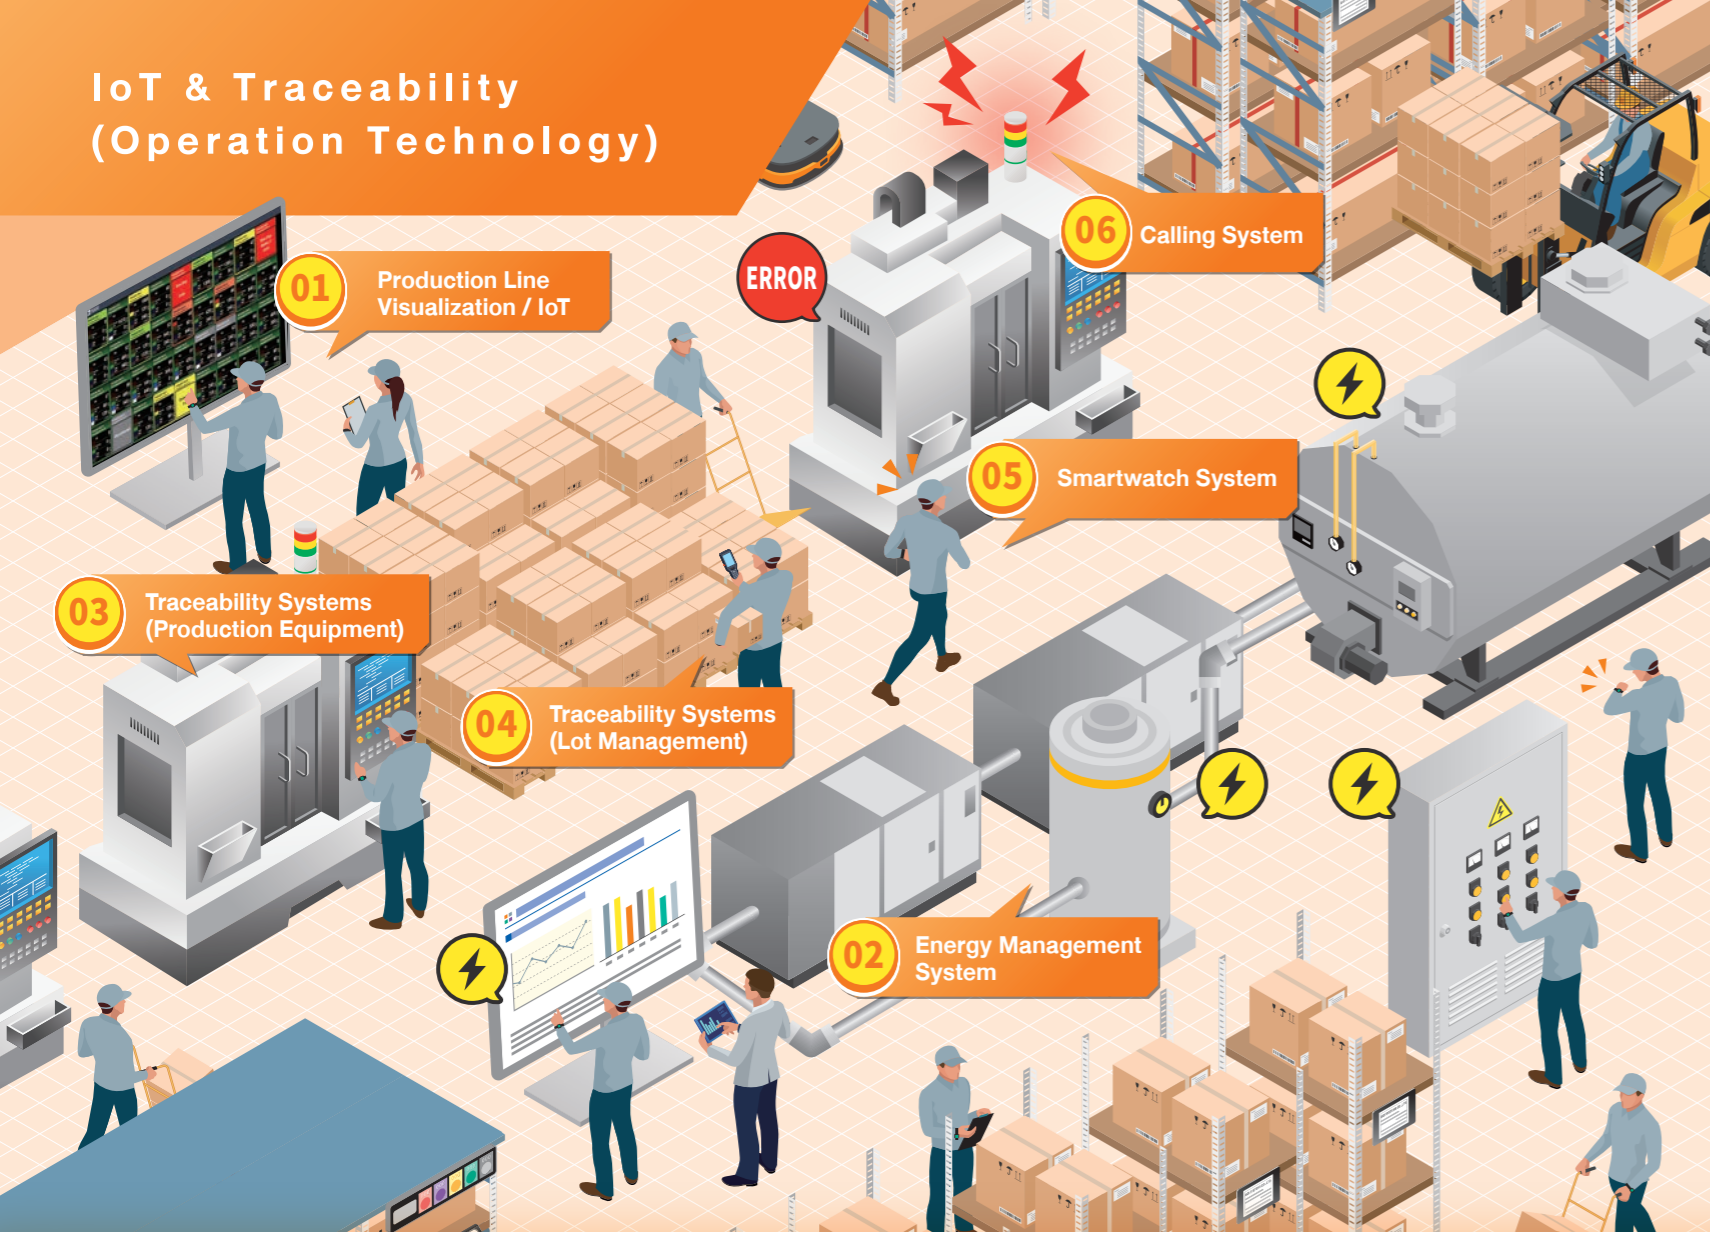 IoT & Traceability
(Operation Technology)
01
Production Line
Visualization / IoT
ERROR
06
Calling System
05
Smartwatch System
03
Traceability Systems
(Production Equipment)
04
Traceability Systems
(Lot Management)
02
Energy Management
System